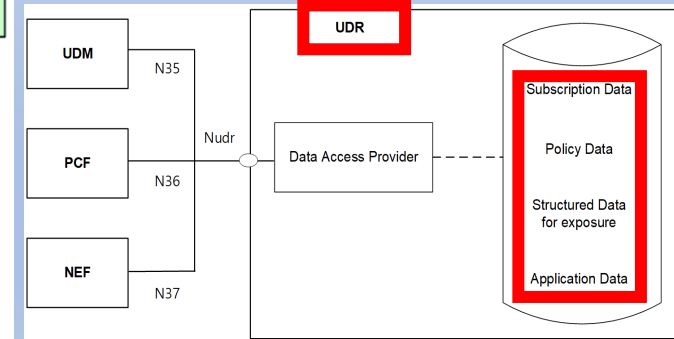 UDR
UDM
N35
Subscription Data
Nudr
Policy Data
Data Access Provider
PCF
N36
Structured Data
for exposure
NEF
Application Data
N37